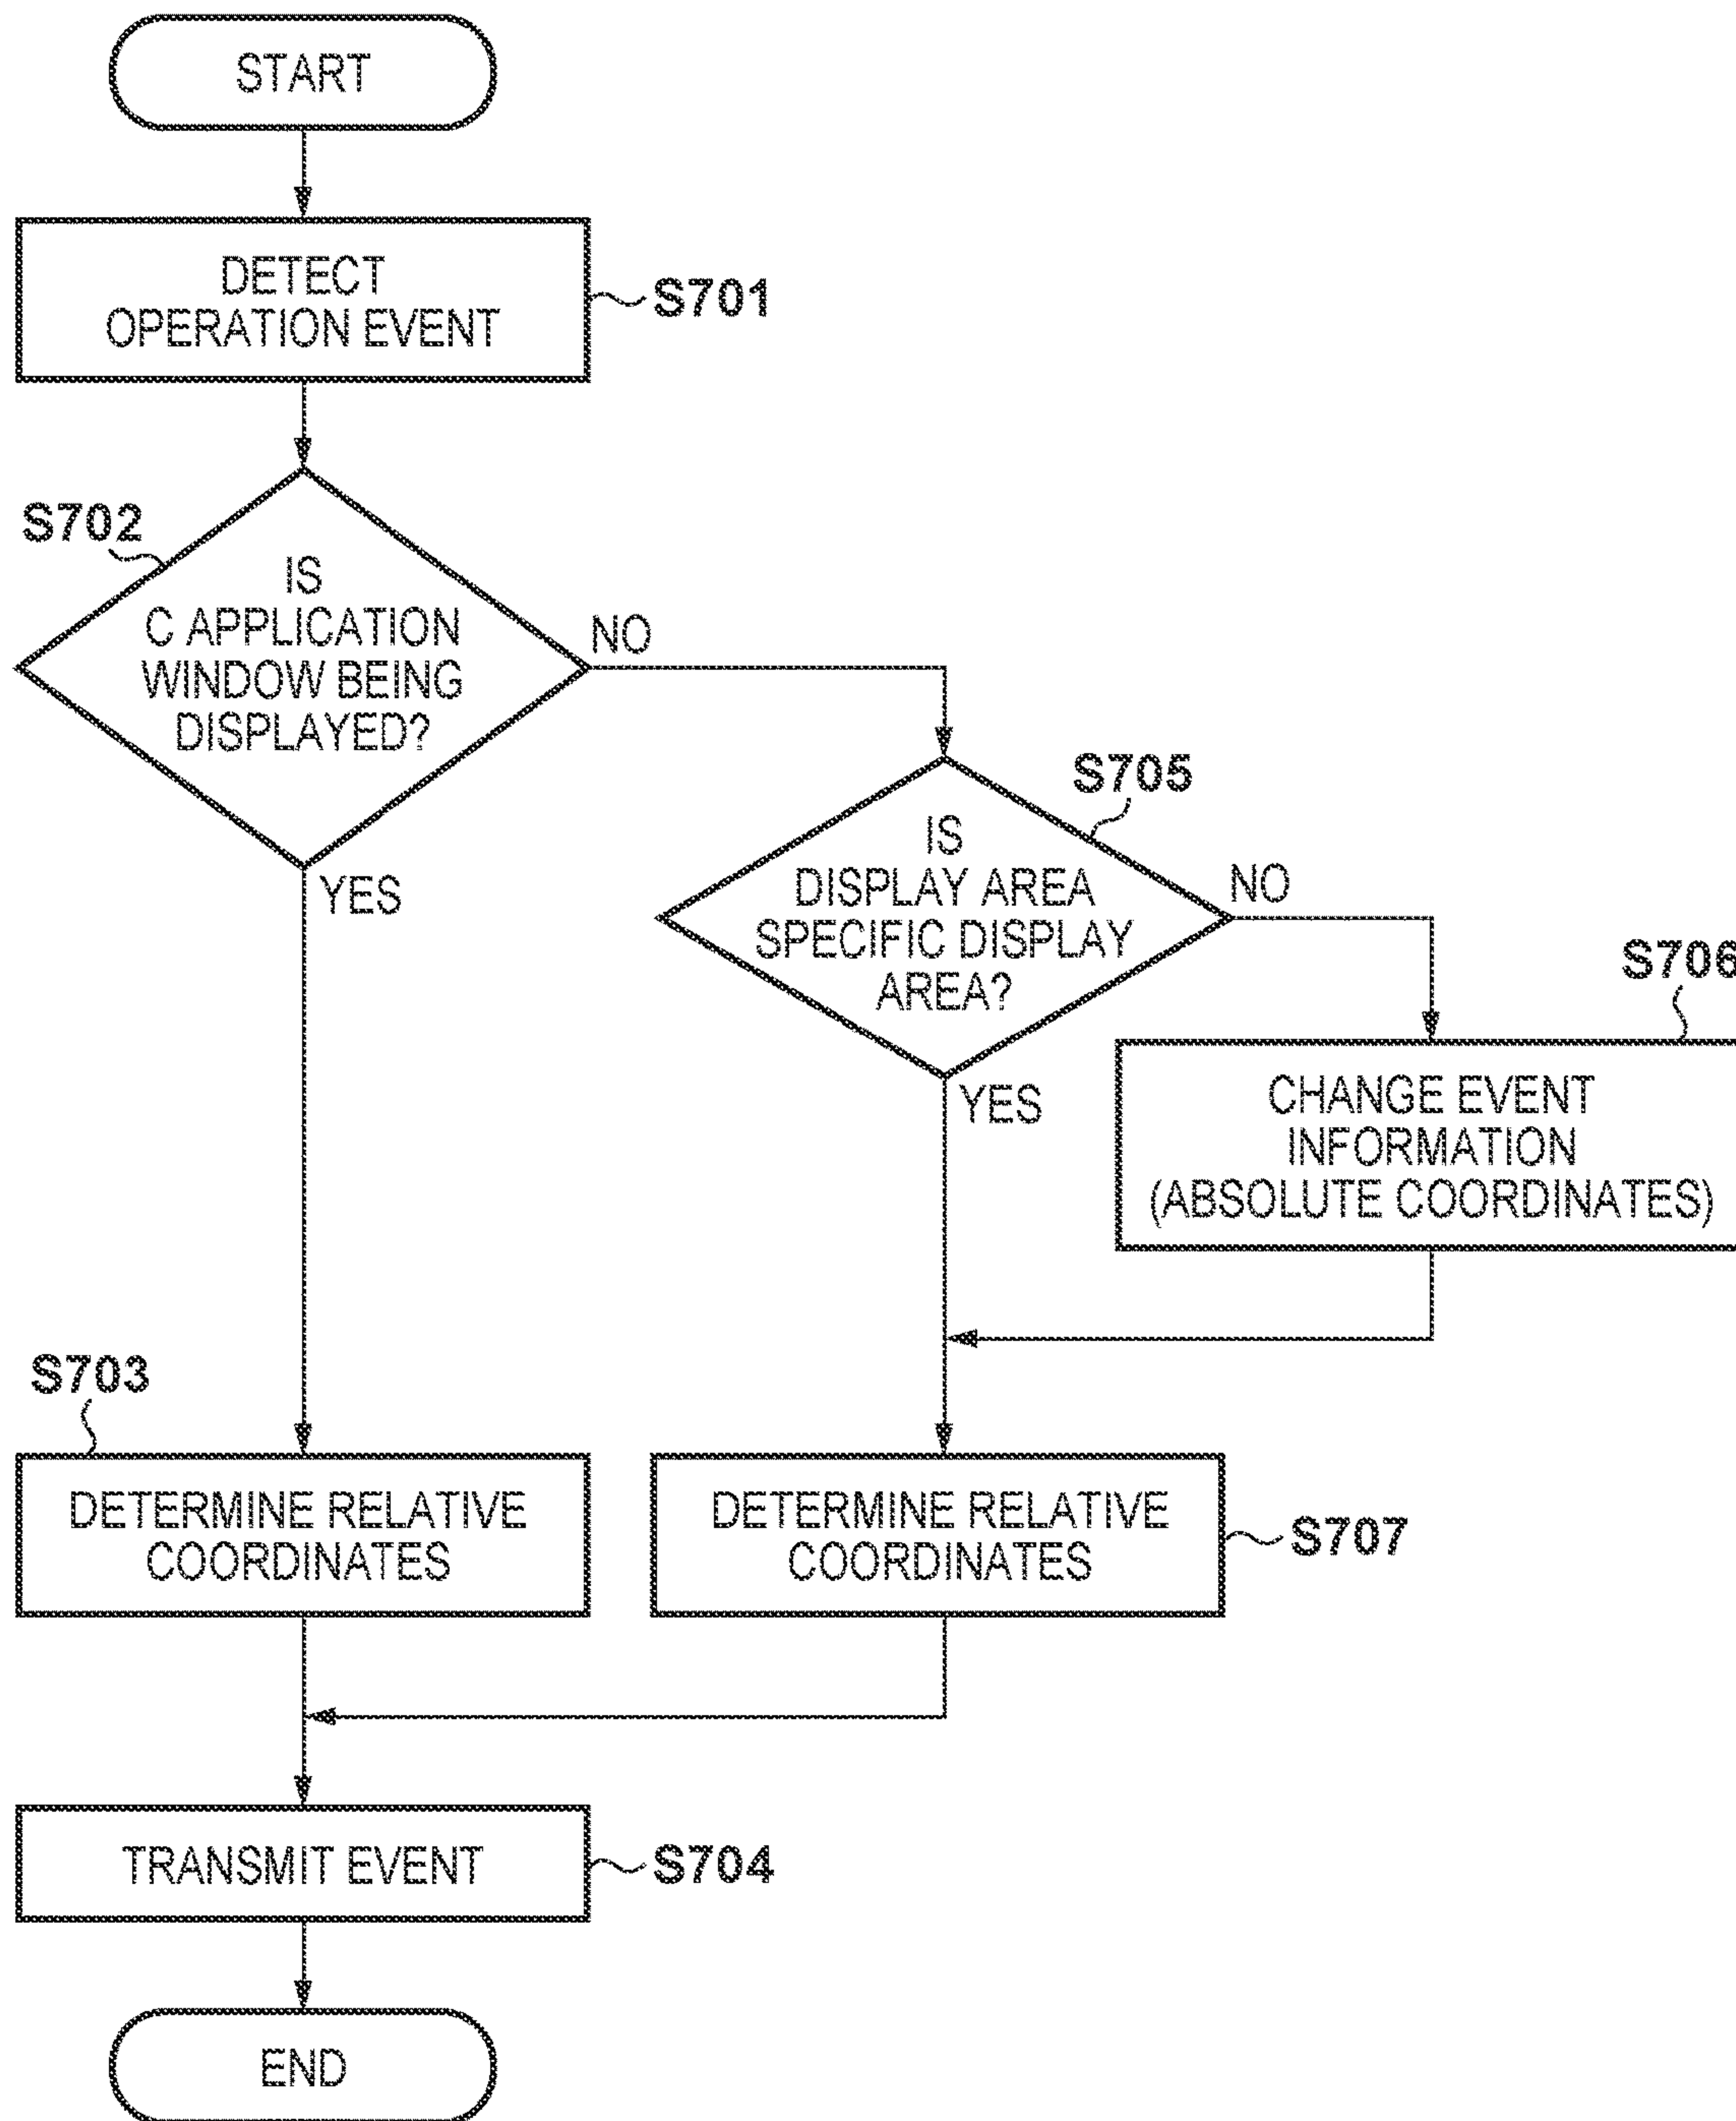 START
DETECT
OPERATION EVENT
S701
S702
IS
C APPLICATION
WINDOW BEING
DISPLAYED?
NO
YES
S705
IS
DISPLAY AREA
SPECIFIC DISPLAY
AREA?
NO
YES
S706
CHANGE EVENT
INFORMATION
(ABSOLUTE COORDINATES)
S703
DETERMINE RELATIVE
COORDINATES
DETERMINE RELATIVE
COORDINATES
S707
TRANSMIT EVENT
S704
END